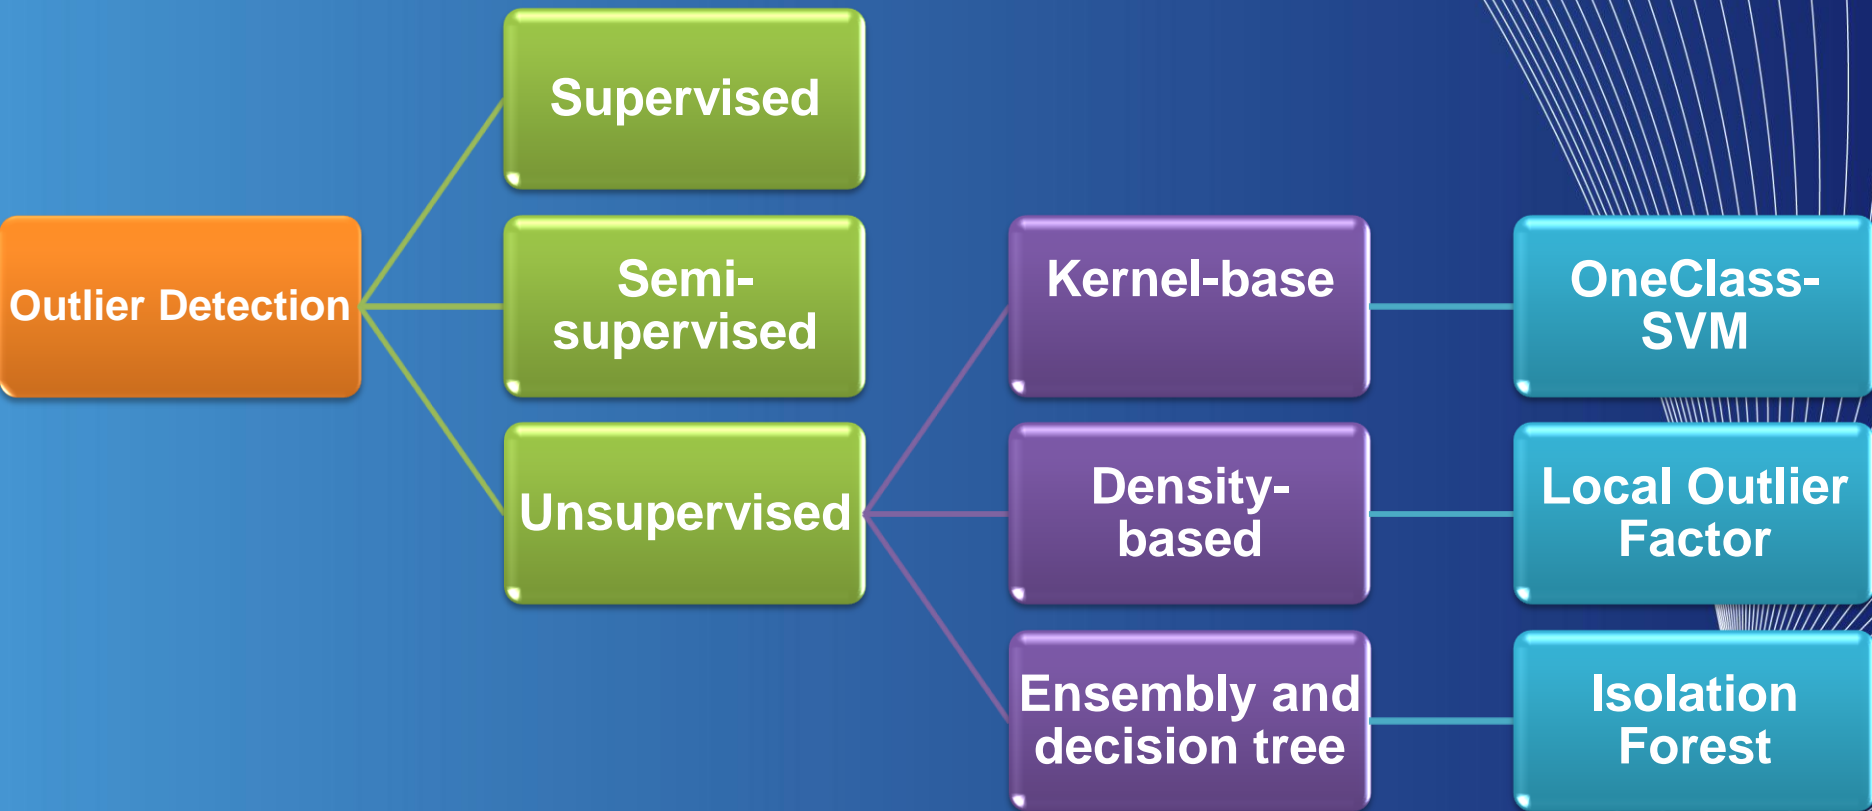 Supervised
Outlier Detection
Semi-
supervised
Unsupervised
Kernel-base
Density-
based
Ensembly and
decision tree
OneClass-
SVM
Local Outlier
Factor
Isolation
Forest